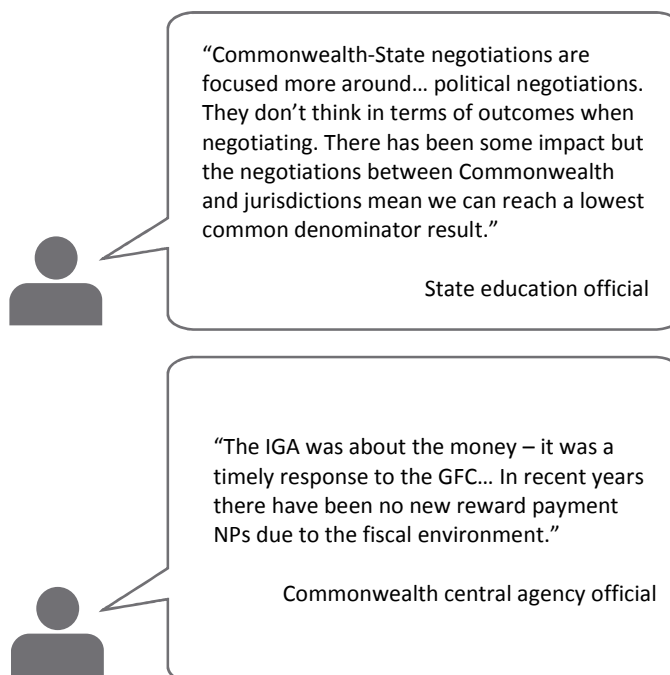 “Commonwealth-State negotiations are
focused more around… political negotiations.
They don’t think in terms of outcomes when
negotiating. There has been some impact but
the negotiations between Commonwealth
and jurisdictions mean we can reach a lowest
common denominator result.”
State education official
“The IGA was about the money – it was a
timely response to the GFC… In recent years
there have been no new reward payment
NPs due to the fiscal environment.”
Commonwealth central agency official